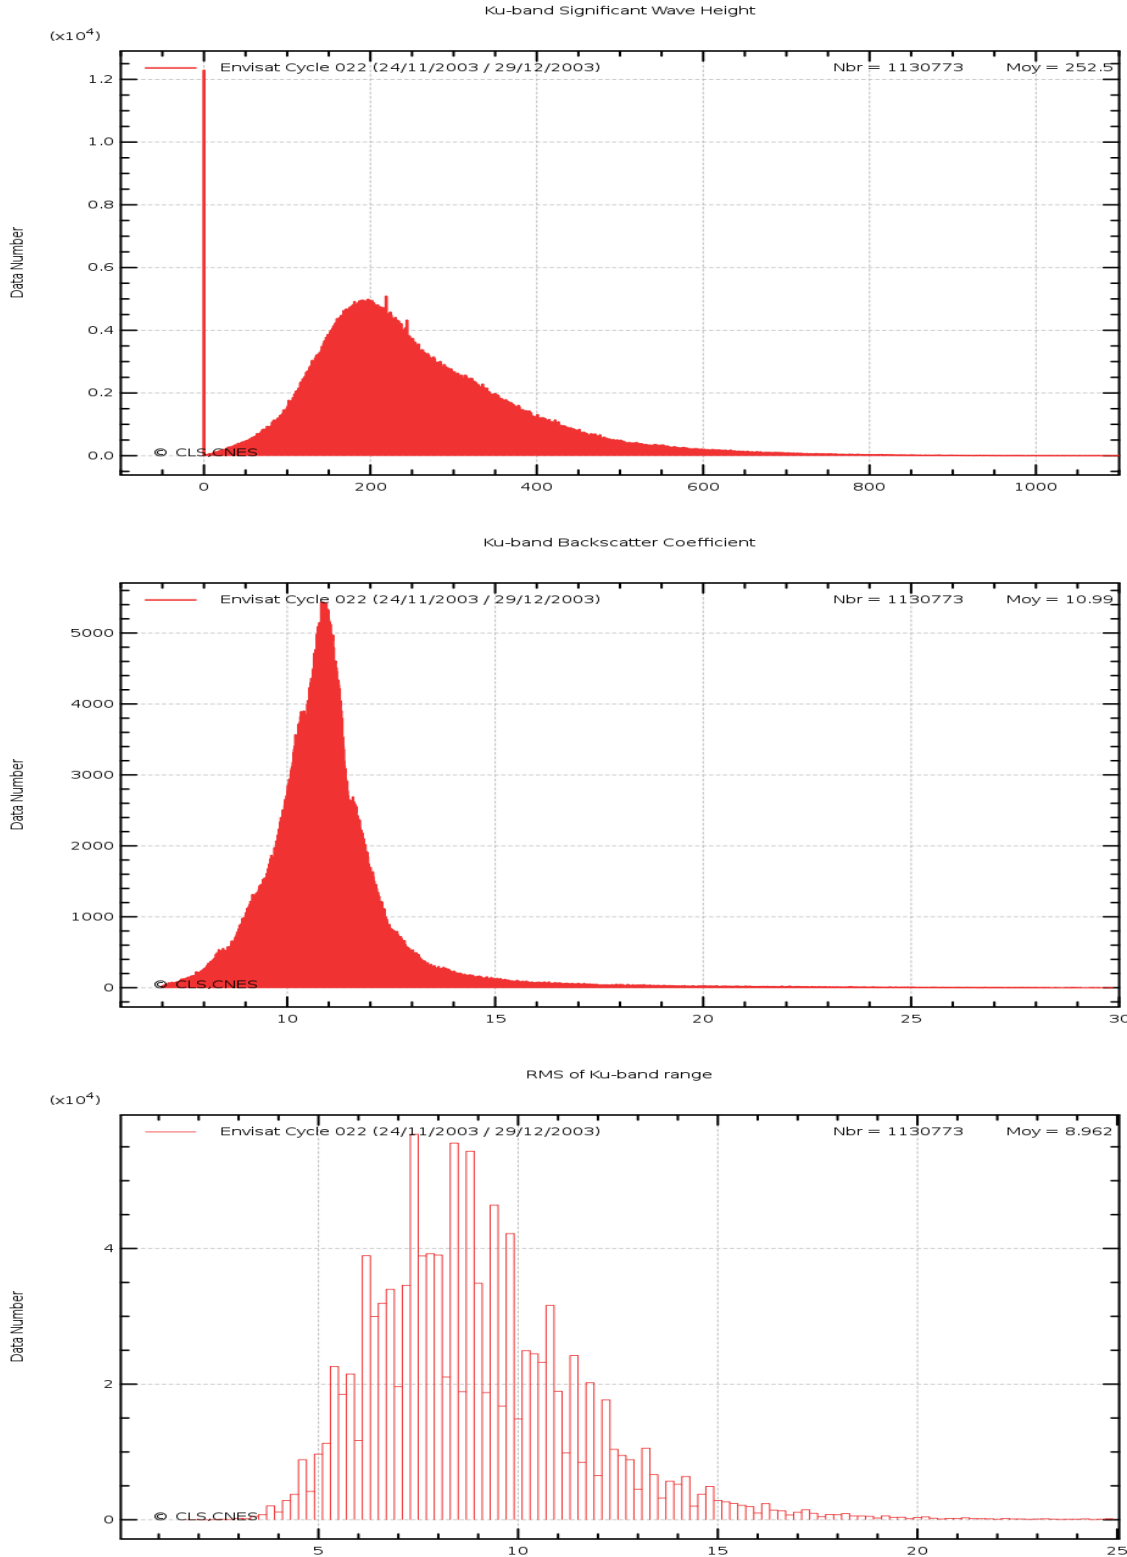 Ku-band Significant Wave Height
(x10⁴)
Envisat Cycle 022 (24/11/2003 / 29/12/2003) Nbr = 1130773 Moy = 252.5
1.2
1.0
0.8
0.6
0.4
0.2
0.0
Data Number
© CLS,CNES
0 200 400 600 800 1000
Ku-band Backscatter Coefficient
Envisat Cycle 022 (24/11/2003 / 29/12/2003) Nbr = 1130773 Moy = 10.99
5000
4000
3000
2000
1000
0
Data Number
© CLS,CNES
10 15 20 25 30
RMS of Ku-band range
(x10⁴)
Envisat Cycle 022 (24/11/2003 / 29/12/2003) Nbr = 1130773 Moy = 8.962
4
2
0
Data Number
© CLS,CNES
5 10 15 20 25